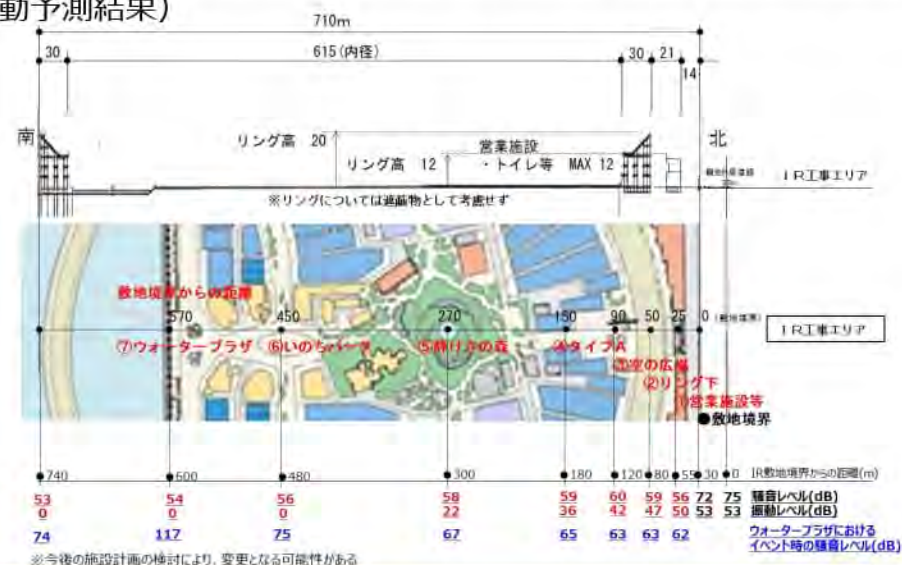 動予測結果）
710m
30 615(内径) 30 21
14
南 リング高 20 営業施設 北
リング高 12 ・トイレ等 MAX 12 IR工事エリア
※リングについては遮蔽物として考慮せず
敷地境界からの距離
570 450 270 150 90 50 25 0 (敷地境界) IR工事エリア
⑦ウォータープラザ ⑥いのちパーク ⑤静けさの森 ④タイプA
③空の広場
②リング下
①営業施設等
●敷地境界
740 600 480 300 180 120 80 55 30 0 IR敷地境界からの距離(m)
53 54 56 58 59 60 59 56 72 75 騒音レベル(dB)
0 0 0 22 36 42 47 50 53 53 振動レベル(dB)
74 117 75 67 65 63 63 62 ウォータープラザにおける
イベント時の騒音レベル(dB)
※今後の施設計画の検討により、変更となる可能性がある